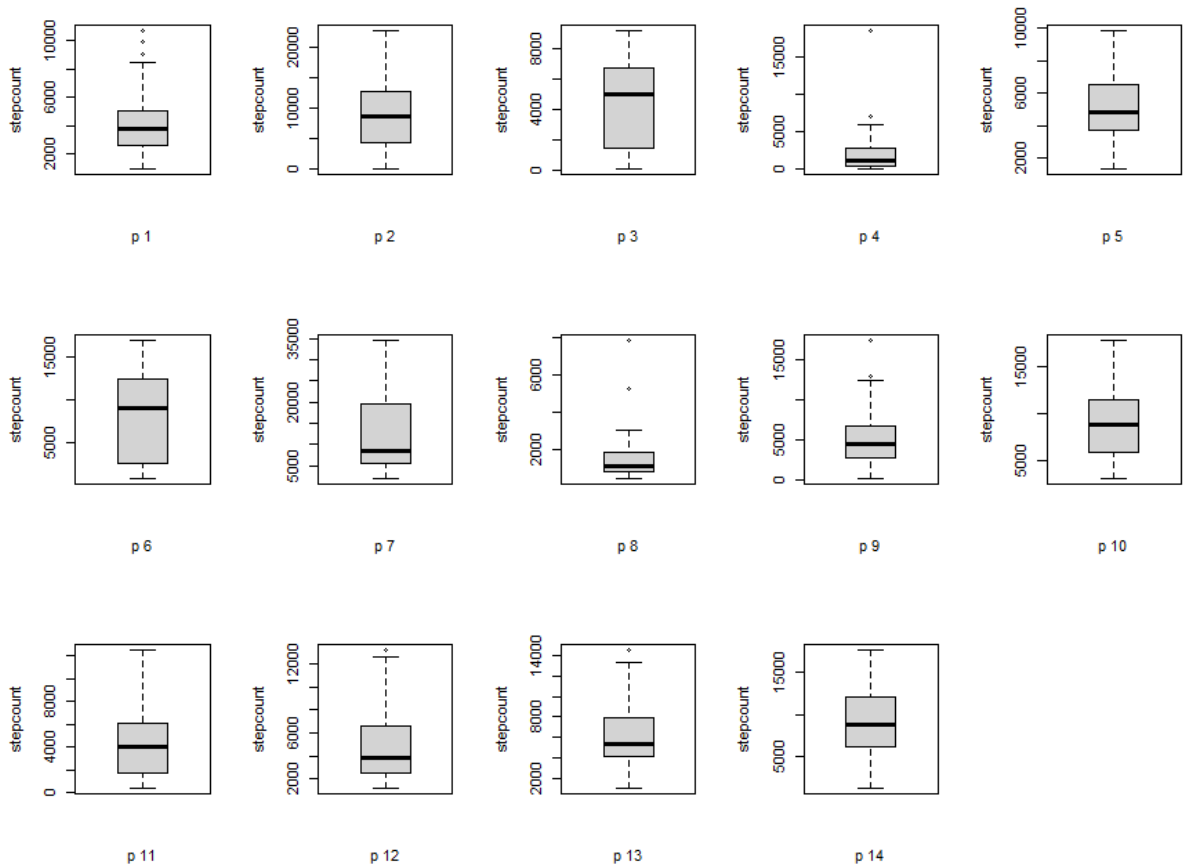 stepcount
2000 6000 10000
p 1
stepcount
0 10000 20000
p 2
stepcount
0 4000 8000
p 3
stepcount
0 5000 15000
p 4
stepcount
2000 6000 10000
p 5
stepcount
5000 15000
p 6
stepcount
5000 20000 35000
p 7
stepcount
2000 6000
p 8
stepcount
0 5000 15000
p 9
stepcount
5000 15000
p 10
stepcount
0 4000 8000
p 11
stepcount
2000 6000 12000
p 12
stepcount
2000 8000 14000
p 13
stepcount
5000 15000
p 14